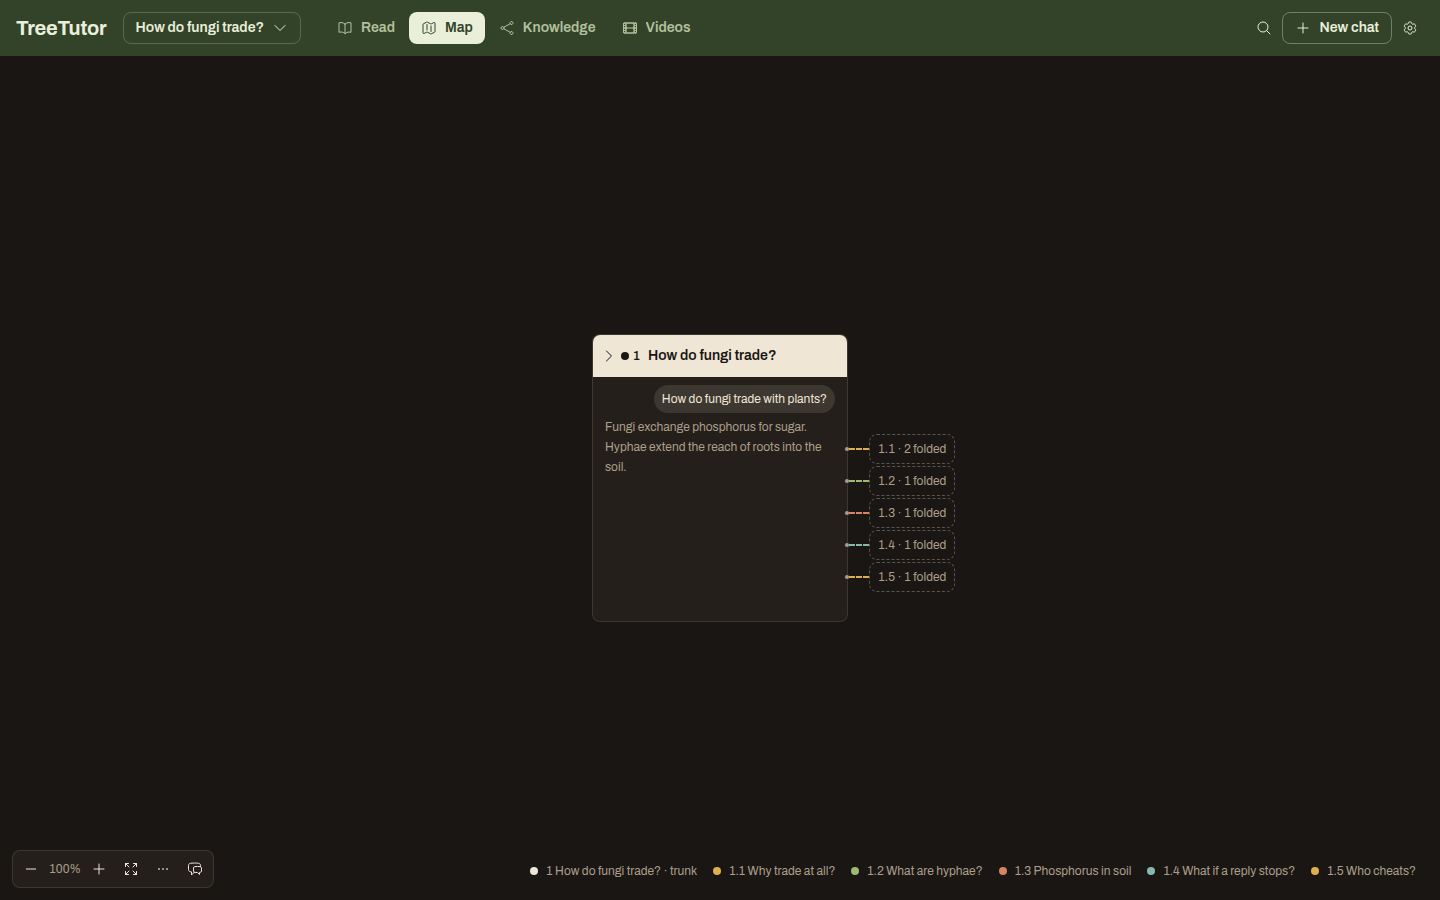 TreeTutor
How do fungi trade?
Read
Map
Knowledge
Videos
New chat
1 How do fungi trade?
How do fungi trade with plants?
Fungi exchange phosphorus for sugar.
Hyphae extend the reach of roots into the
soil.
1.1 · 2 folded
1.2 · 1 folded
1.3 · 1 folded
1.4 · 1 folded
1.5 · 1 folded
100%
1 How do fungi trade? · trunk
1.1 Why trade at all?
1.2 What are hyphae?
1.3 Phosphorus in soil
1.4 What if a reply stops?
1.5 Who cheats?